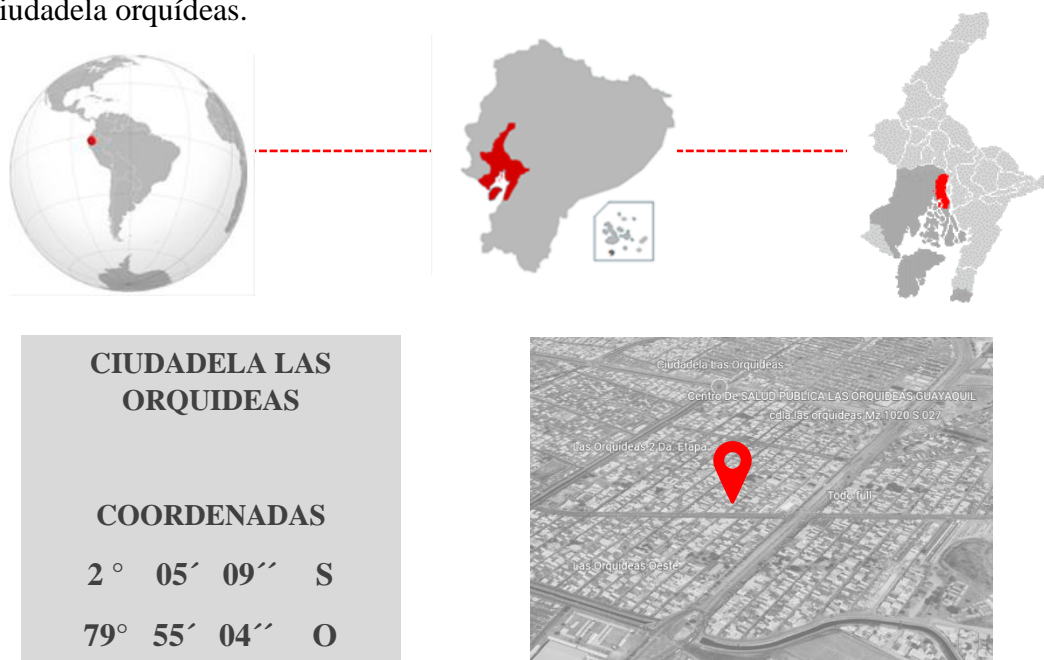 iudadela orquídeas.
CIUDADELA LAS
ORQUIDEAS
COORDENADAS
2 ° 05´ 09´´ S
79° 55´ 04´´ O
Ciudadela Las Orquideas
Centro De SALUD PUBLICA LAS ORQUIDEAS GUAYAQUIL
cdla las orquideas Mz 1020 S 027
Las Orquideas 2 Da. Etapa
Todo full
Las Orquideas Oeste